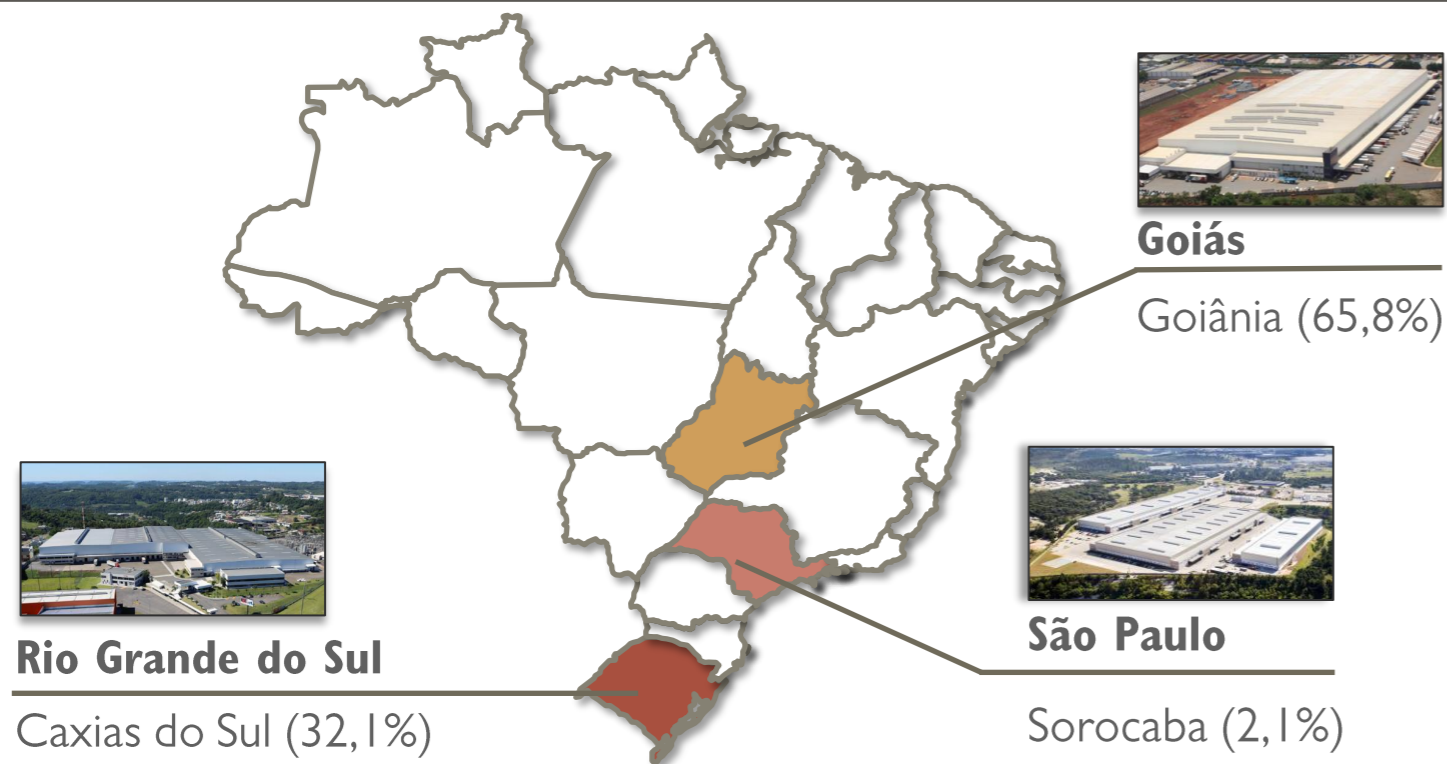 Goiás
Goiânia (65,8%)
Rio Grande do Sul
Caxias do Sul (32,1%)
São Paulo
Sorocaba (2,1%)